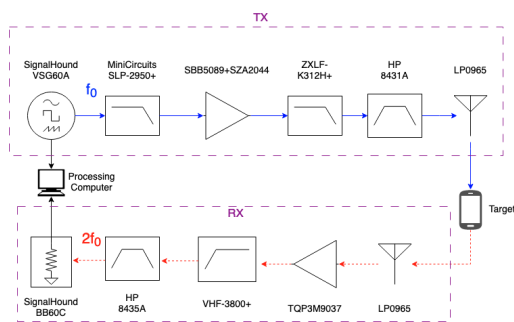 TX
SignalHound
VSG60A
MiniCircuits
SLP-2950+
SBB5089+SZA2044
ZXLF-
K312H+
HP
8431A
LP0965
f0
Processing
Computer
Target
RX
2f0
SignalHound
BB60C
HP
8435A
VHF-3800+
TQP3M9037
LP0965